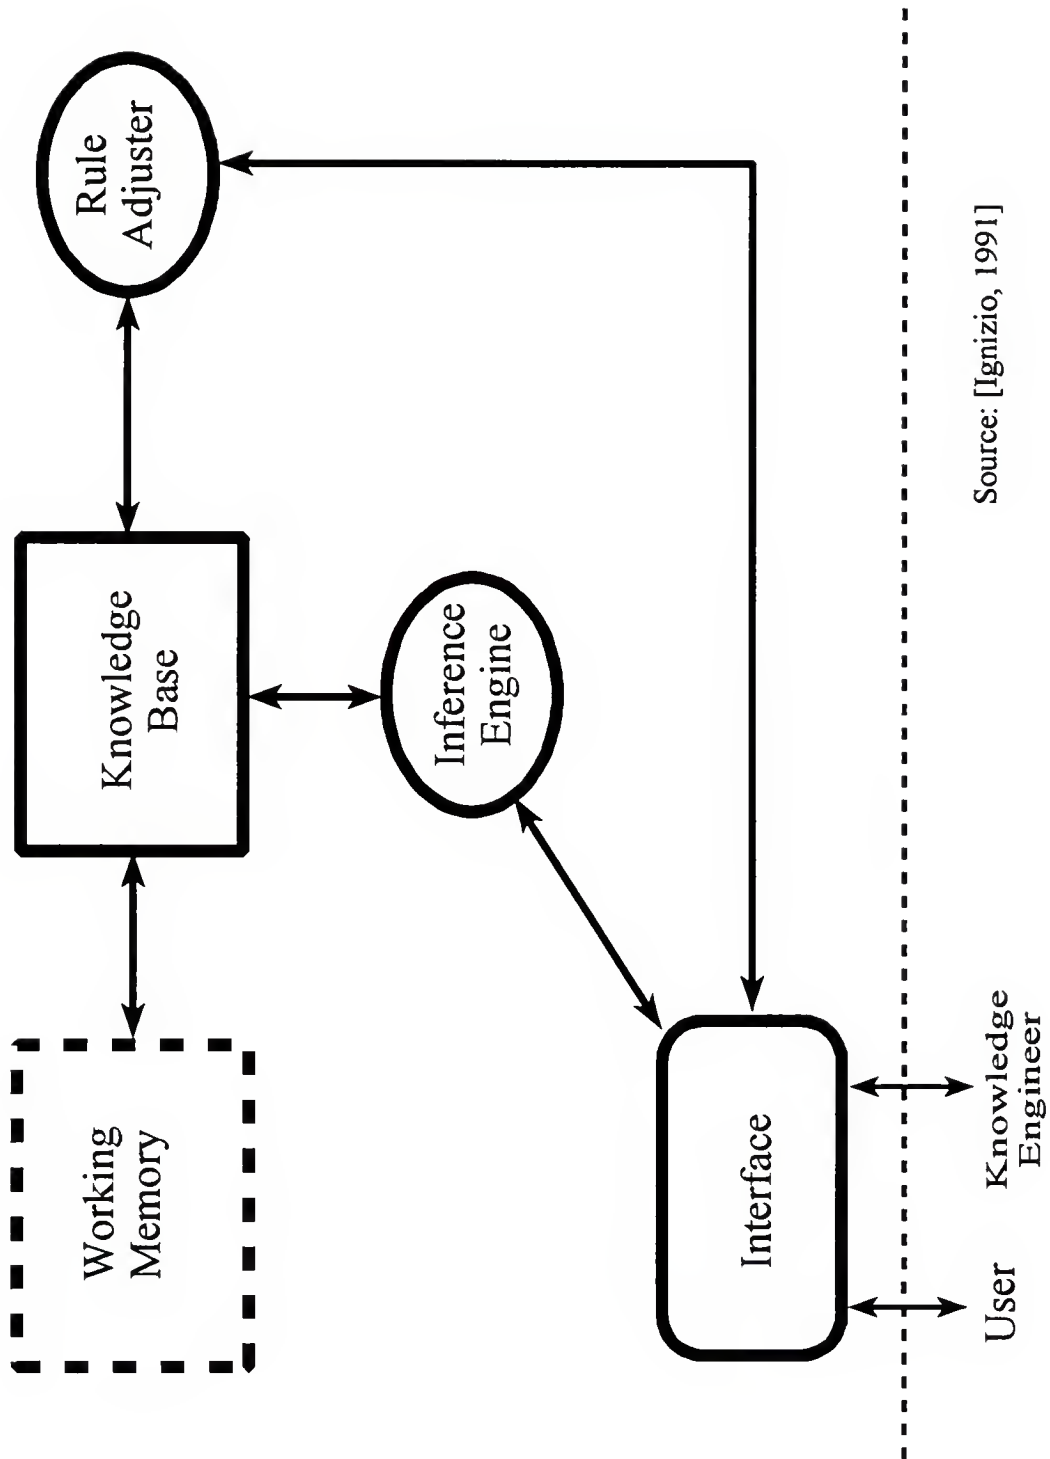 Working
Memory
Knowledge
Base
Rule
Adjuster
Inference
Engine
Interface
User
Knowledge
Engineer
Source: [Ignizio, 1991]